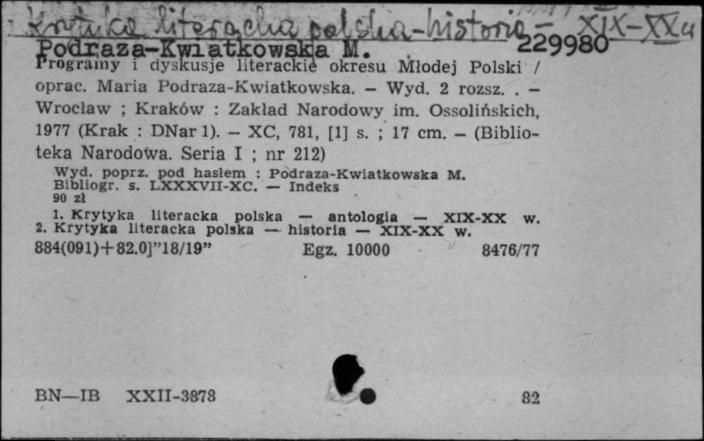 Krytyka literacka polska-historia - XIX-XX w
Podraza-Kwiatkowska M. 229980
Programy i dyskusje literackie okresu Młodej Polski /
oprac. Maria Podraza-Kwiatkowska. – Wyd. 2 rozsz. . –
Wrocław ; Kraków : Zakład Narodowy im. Ossolińskich,
1977 (Krak : DNar 1). – XC, 781, [1] s. ; 17 cm. – (Biblio-
teka Narodowa. Seria I ; nr 212)
Wyd. poprz. pod hasłem : Podraza-Kwiatkowska M.
Bibliogr. s. LXXXVII-XC. — Indeks
90 zł
1. Krytyka literacka polska — antologia — XIX-XX w.
2. Krytyka literacka polska — historia — XIX-XX w.
884(091)+82.0]"18/19" Egz. 10000 8476/77
BN—IB XXII-3878 82